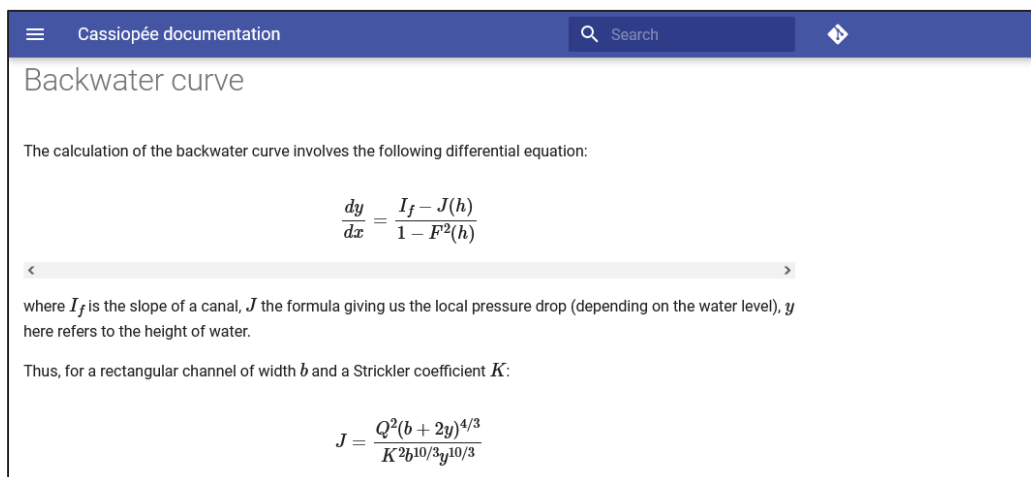 Cassiopée documentation
Search
Backwater curve
The calculation of the backwater curve involves the following differential equation:
dy/dx = (I_f − J(h))/(1 − F²(h))
where I_f is the slope of a canal, J the formula giving us the local pressure drop (depending on the water level), y
here refers to the height of water.
Thus, for a rectangular channel of width b and a Strickler coefficient K:
J = Q²(b + 2y)^{4/3}/(K²b^{10/3}y^{10/3})